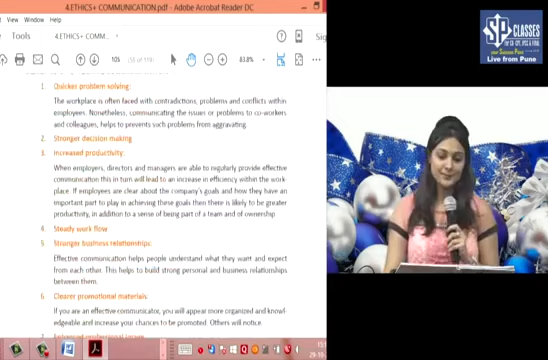 4.ETHICS+ COMMUNICATION.pdf - Adobe Acrobat Reader DC
View Window Help
Tools
4.ETHICS+ COMM...
Sig
105
83.8%
1. Quicker problem solving:
The workplace is often faced with contradictions, problems and conflicts within
employees. Nonetheless, communicating the issues or problems to co-workers
and colleagues, helps to prevents such problems from aggravating.
2. Stronger decision making
3. Increased productivity:
When employers, directors and managers are able to regularly provide effective
communication this in turn will lead to an increase in efficiency within the work-
place. If employees are clear about the company's goals and how they have an
important part to play in achieving these goals then there is likely to be greater
productivity, in addition to a sense of being part of a team and of ownership
4. Steady work flow
5. Stronger business relationships:
Effective communication helps people understand what they want and expect
from each other. This helps to build strong personal and business relationships
between them.
6. Clearer promotional materials:
If you are an effective communicator, you will appear more organized and knowl-
edgeable and increase your chances to be promoted. Others will notice.
SP CLASSES
Live from Pune